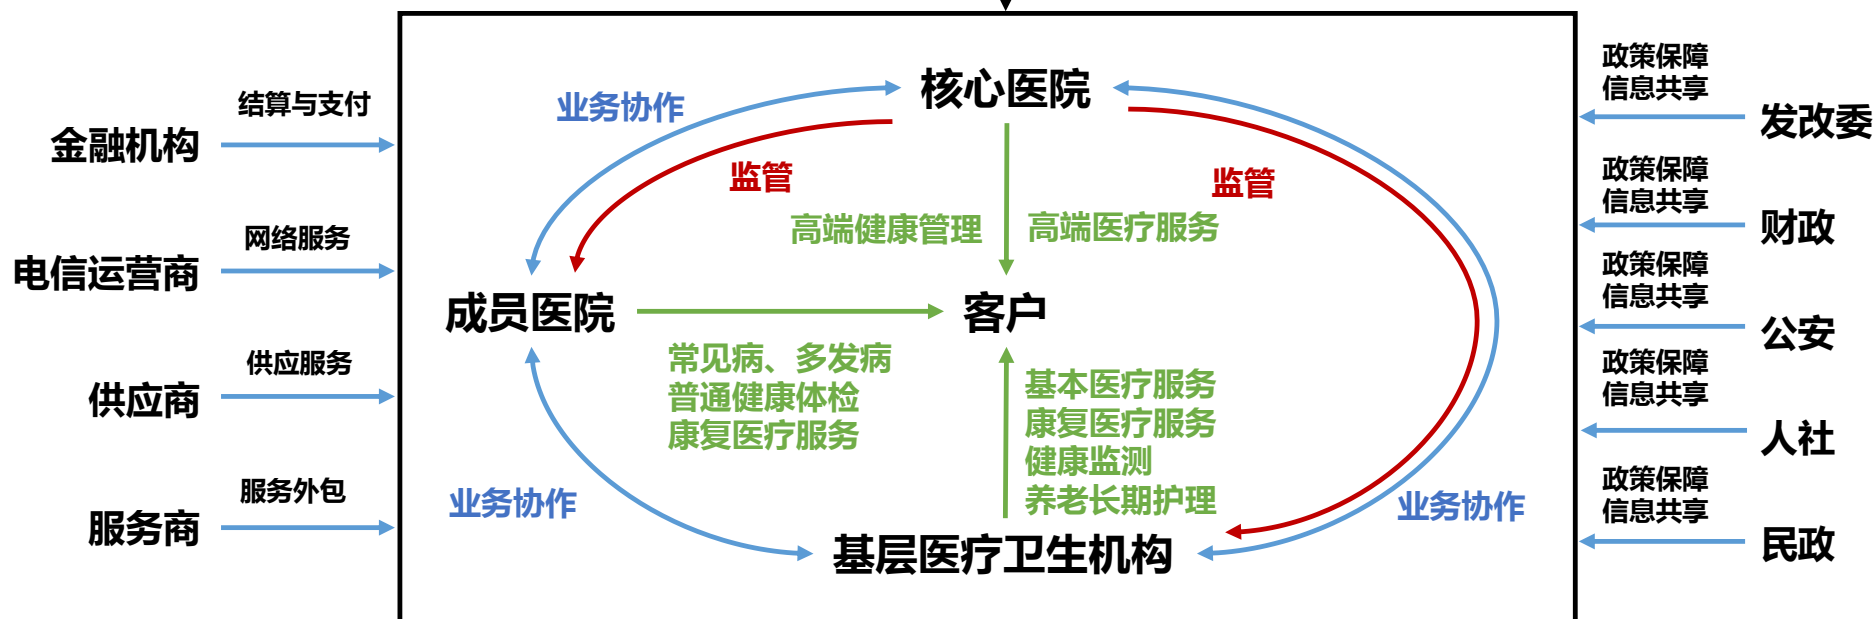 结算与支付
金融机构
网络服务
电信运营商
供应服务
供应商
服务外包
服务商
核心医院
业务协作
监管
监管
高端健康管理
高端医疗服务
成员医院
客户
常见病、多发病
普通健康体检
康复医疗服务
基本医疗服务
康复医疗服务
健康监测
养老长期护理
业务协作
业务协作
基层医疗卫生机构
政策保障
信息共享
发改委
政策保障
信息共享
财政
政策保障
信息共享
公安
政策保障
信息共享
人社
政策保障
信息共享
民政